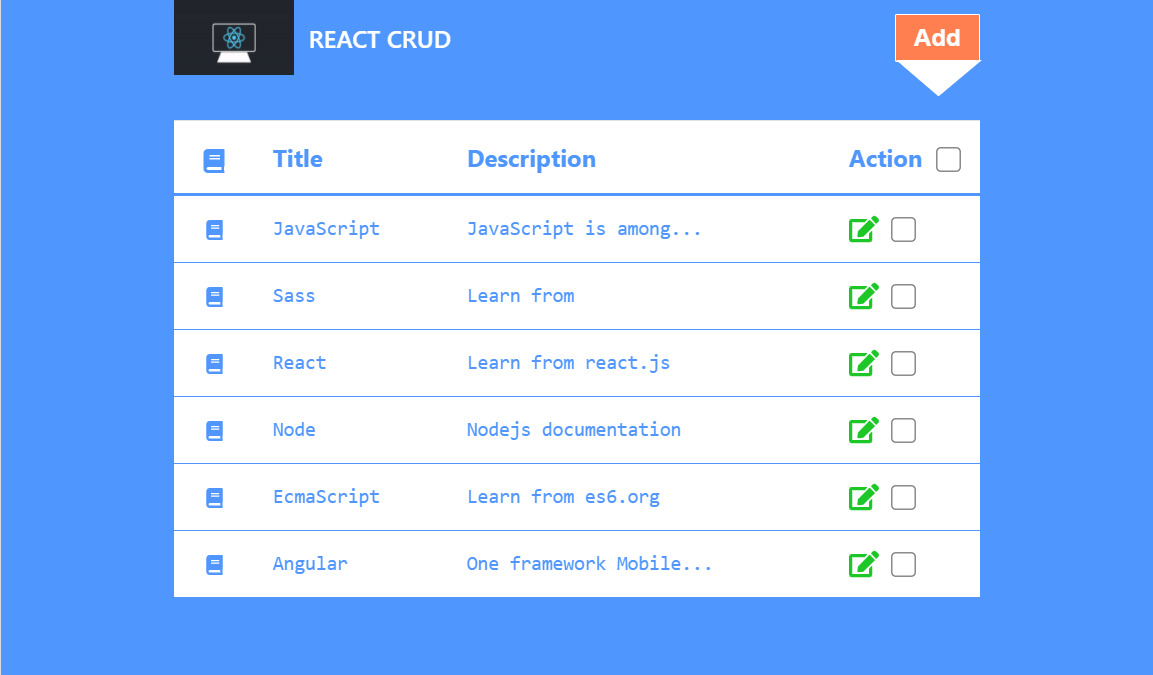 REACT CRUD Add
Title Description Action
JavaScript JavaScript is among...
Sass Learn from
React Learn from react.js
Node Nodejs documentation
EcmaScript Learn from es6.org
Angular One framework Mobile...